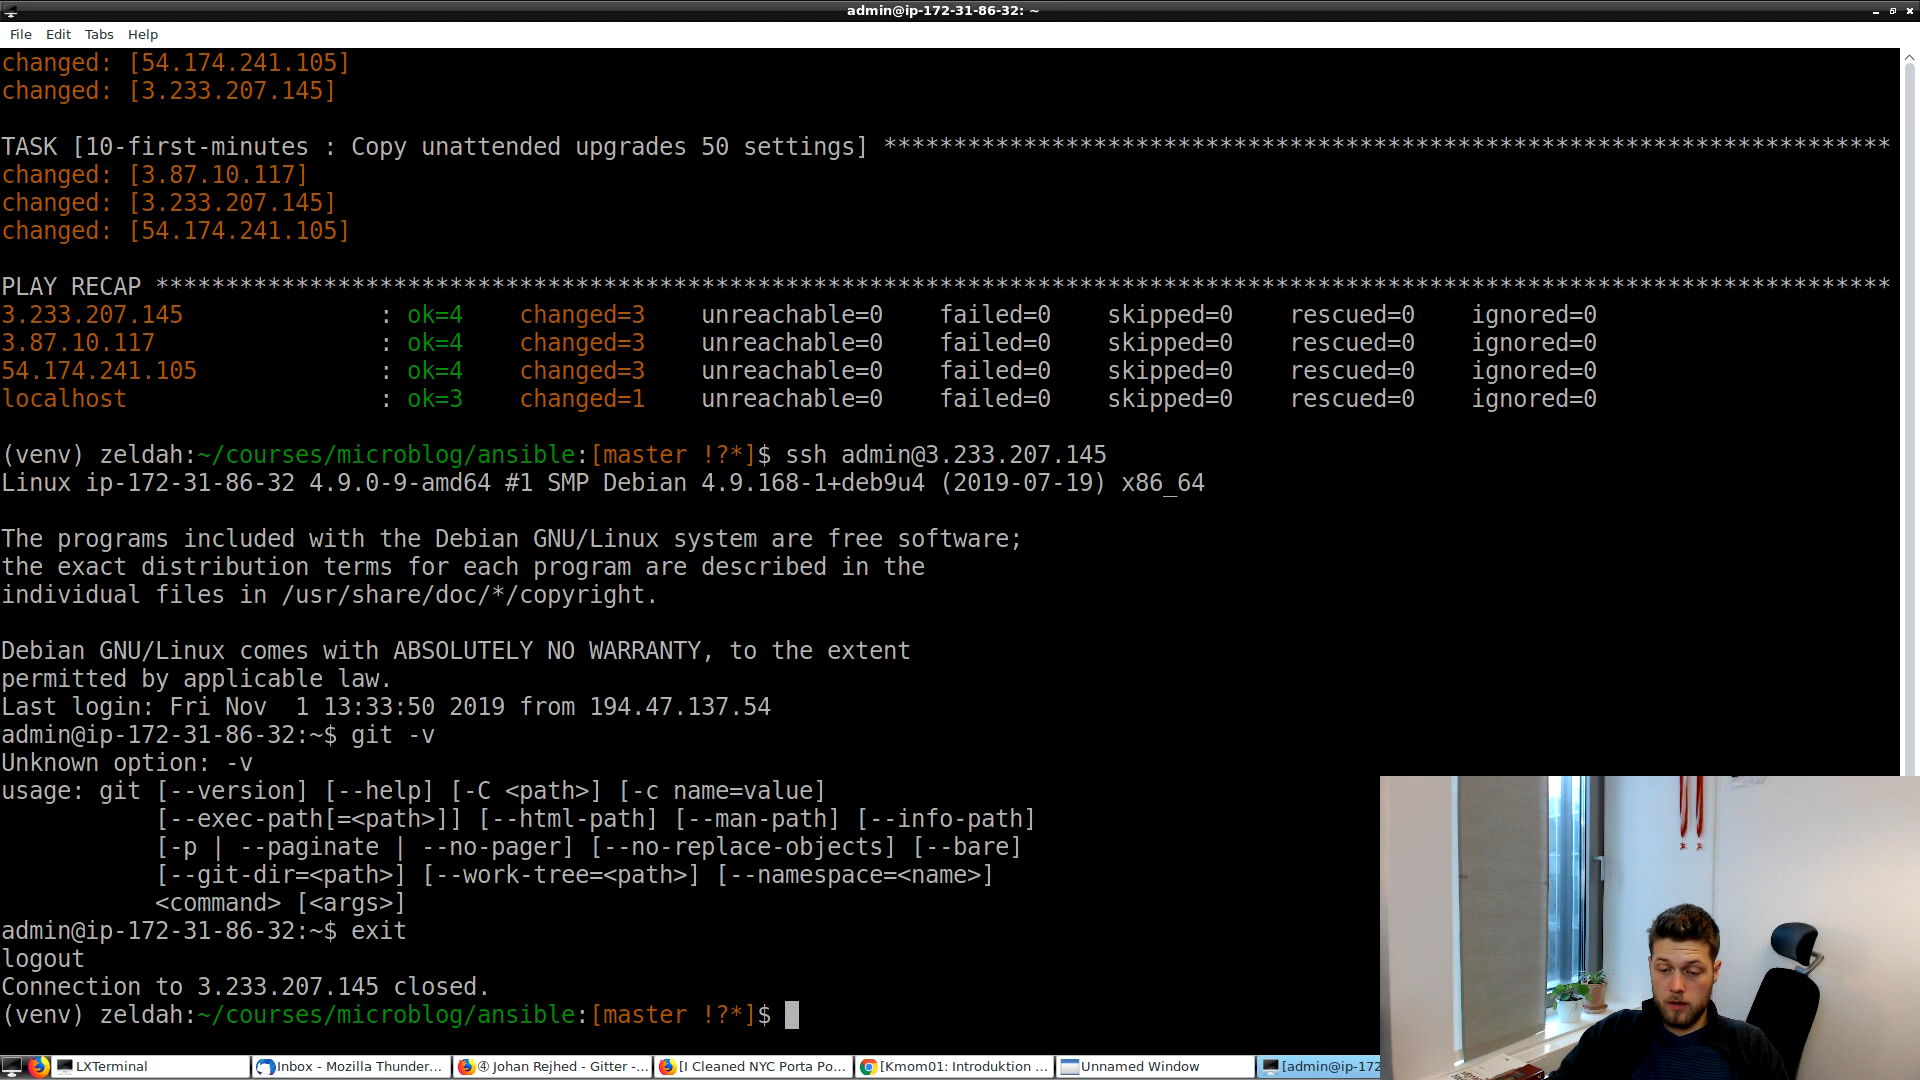 admin@ip-172-31-86-32: ~
File Edit Tabs Help
changed: [54.174.241.105]
changed: [3.233.207.145]
TASK [10-first-minutes : Copy unattended upgrades 50 settings] ************************************************************************
changed: [3.87.10.117]
changed: [3.233.207.145]
changed: [54.174.241.105]
PLAY RECAP ****************************************************************************************************************************
3.233.207.145 : ok=4 changed=3 unreachable=0 failed=0 skipped=0 rescued=0 ignored=0
3.87.10.117 : ok=4 changed=3 unreachable=0 failed=0 skipped=0 rescued=0 ignored=0
54.174.241.105 : ok=4 changed=3 unreachable=0 failed=0 skipped=0 rescued=0 ignored=0
localhost : ok=3 changed=1 unreachable=0 failed=0 skipped=0 rescued=0 ignored=0
(venv) zeldah:~/courses/microblog/ansible:[master !?*]$ ssh admin@3.233.207.145
Linux ip-172-31-86-32 4.9.0-9-amd64 #1 SMP Debian 4.9.168-1+deb9u4 (2019-07-19) x86_64
The programs included with the Debian GNU/Linux system are free software;
the exact distribution terms for each program are described in the
individual files in /usr/share/doc/*/copyright.
Debian GNU/Linux comes with ABSOLUTELY NO WARRANTY, to the extent
permitted by applicable law.
Last login: Fri Nov  1 13:33:50 2019 from 194.47.137.54
admin@ip-172-31-86-32:~$ git -v
Unknown option: -v
usage: git [--version] [--help] [-C <path>] [-c name=value]
[--exec-path[=<path>]] [--html-path] [--man-path] [--info-path]
[-p | --paginate | --no-pager] [--no-replace-objects] [--bare]
[--git-dir=<path>] [--work-tree=<path>] [--namespace=<name>]
<command> [<args>]
admin@ip-172-31-86-32:~$ exit
logout
Connection to 3.233.207.145 closed.
(venv) zeldah:~/courses/microblog/ansible:[master !?*]$
LXTerminal
Inbox - Mozilla Thunder...
④ Johan Rejhed - Gitter -...
[I Cleaned NYC Porta Po...
[Kmom01: Introduktion ...
Unnamed Window
[admin@ip-172